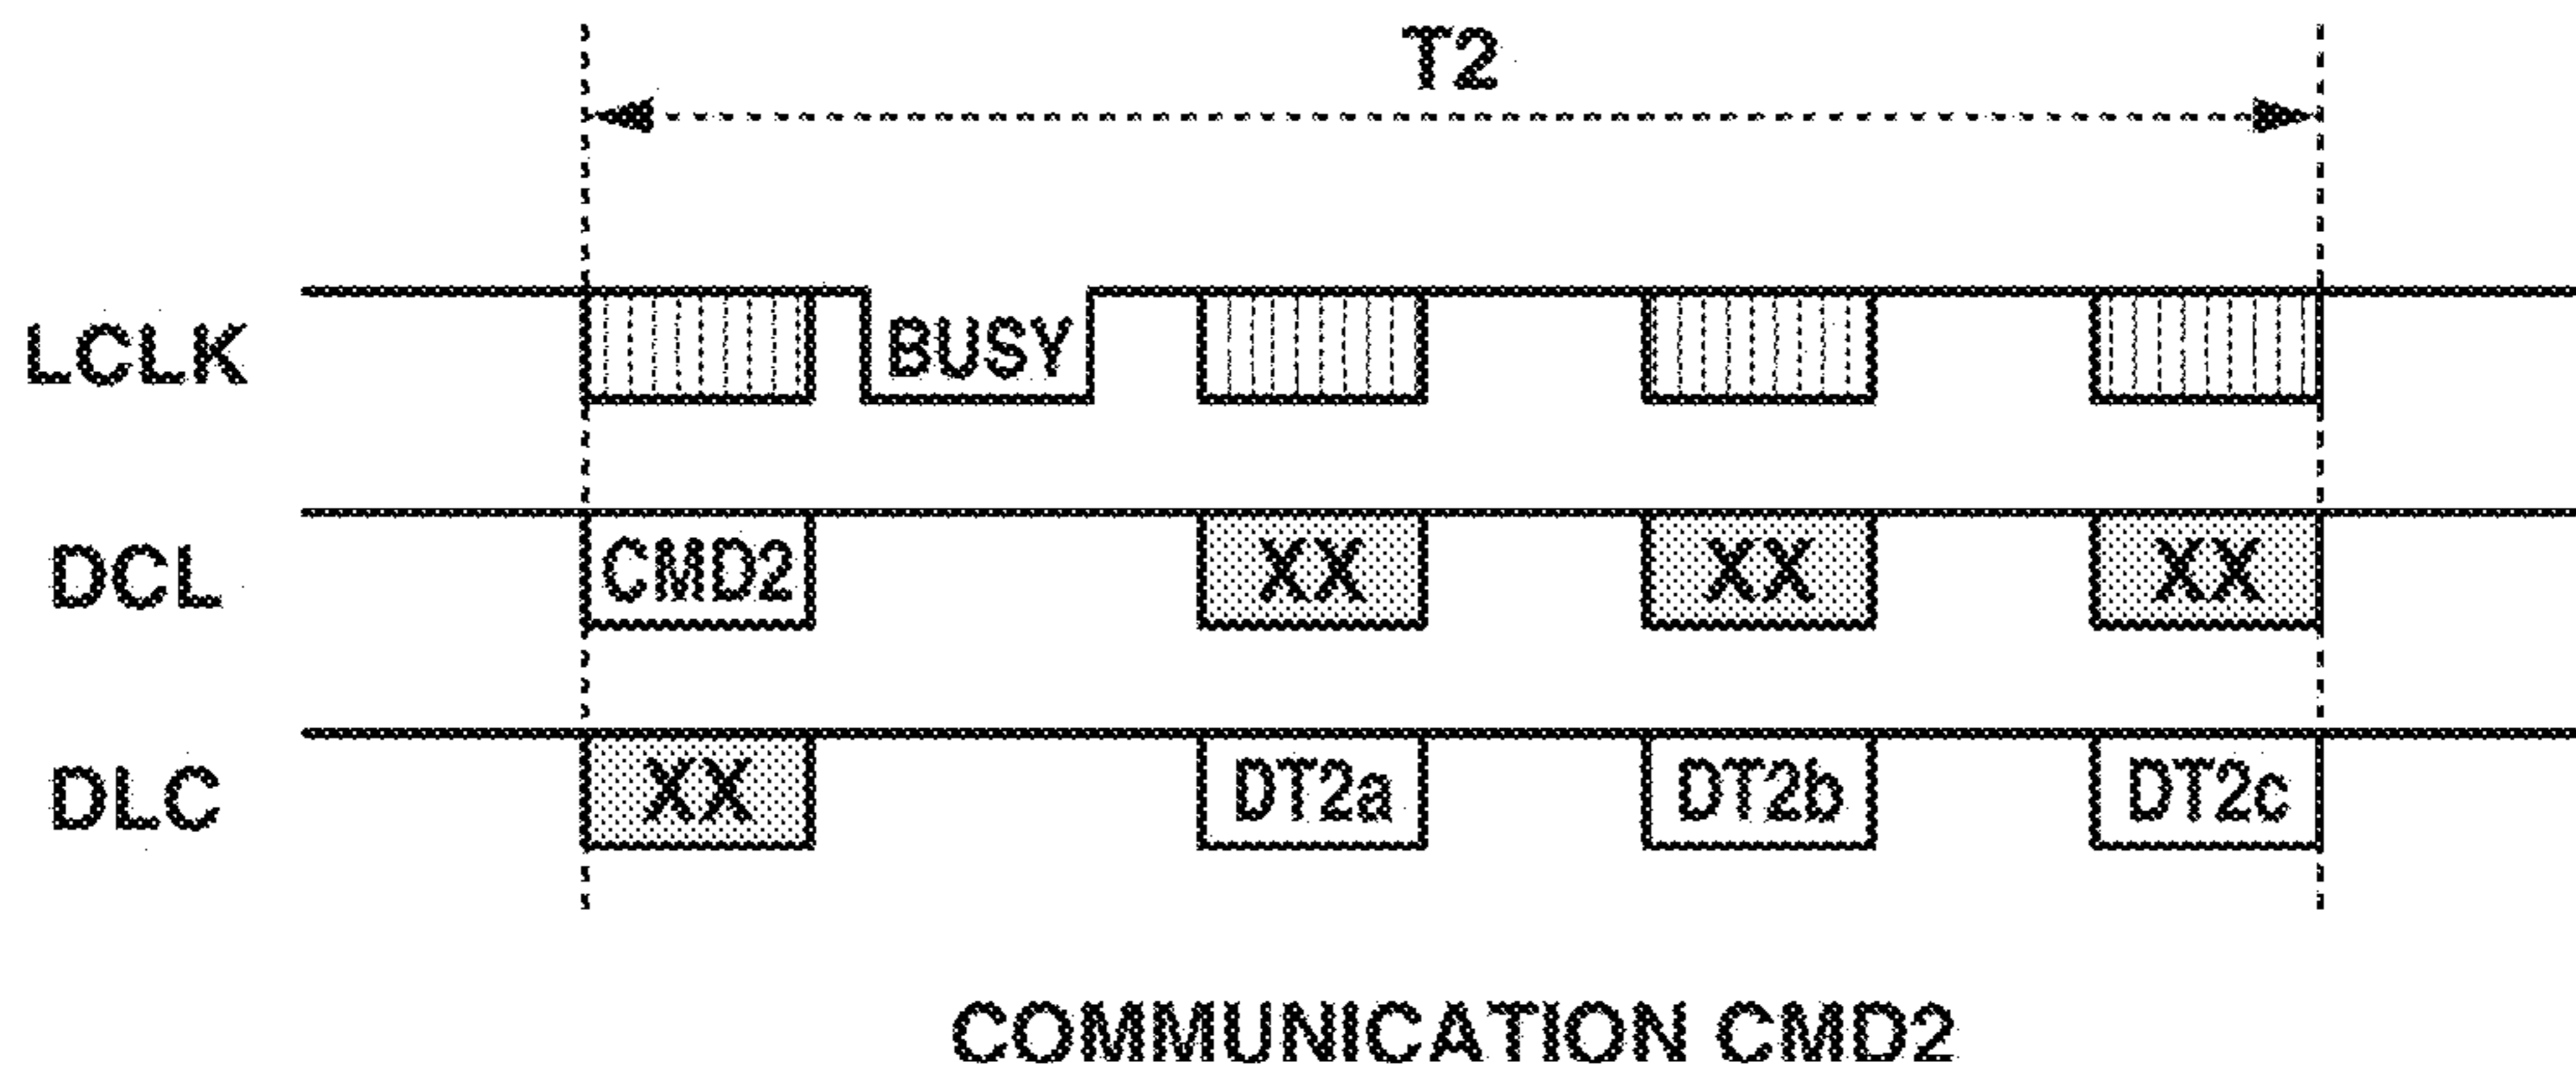 T2
LCLK BUSY
DCL CMD2 XX XX XX
DLC XX DT2a DT2b DT2c
COMMUNICATION CMD2